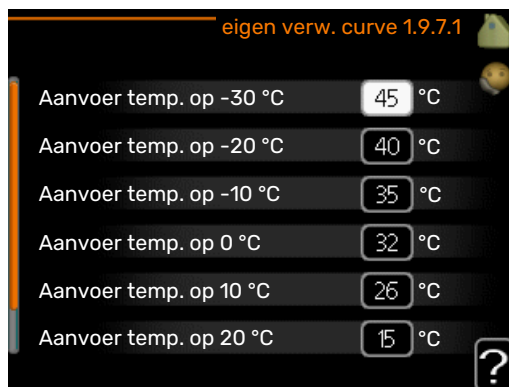 eigen verw. curve 1.9.7.1
Aanvoer temp. op -30 °C 45 °C
Aanvoer temp. op -20 °C 40 °C
Aanvoer temp. op -10 °C 35 °C
Aanvoer temp. op 0 °C 32 °C
Aanvoer temp. op 10 °C 26 °C
Aanvoer temp. op 20 °C 15 °C
?